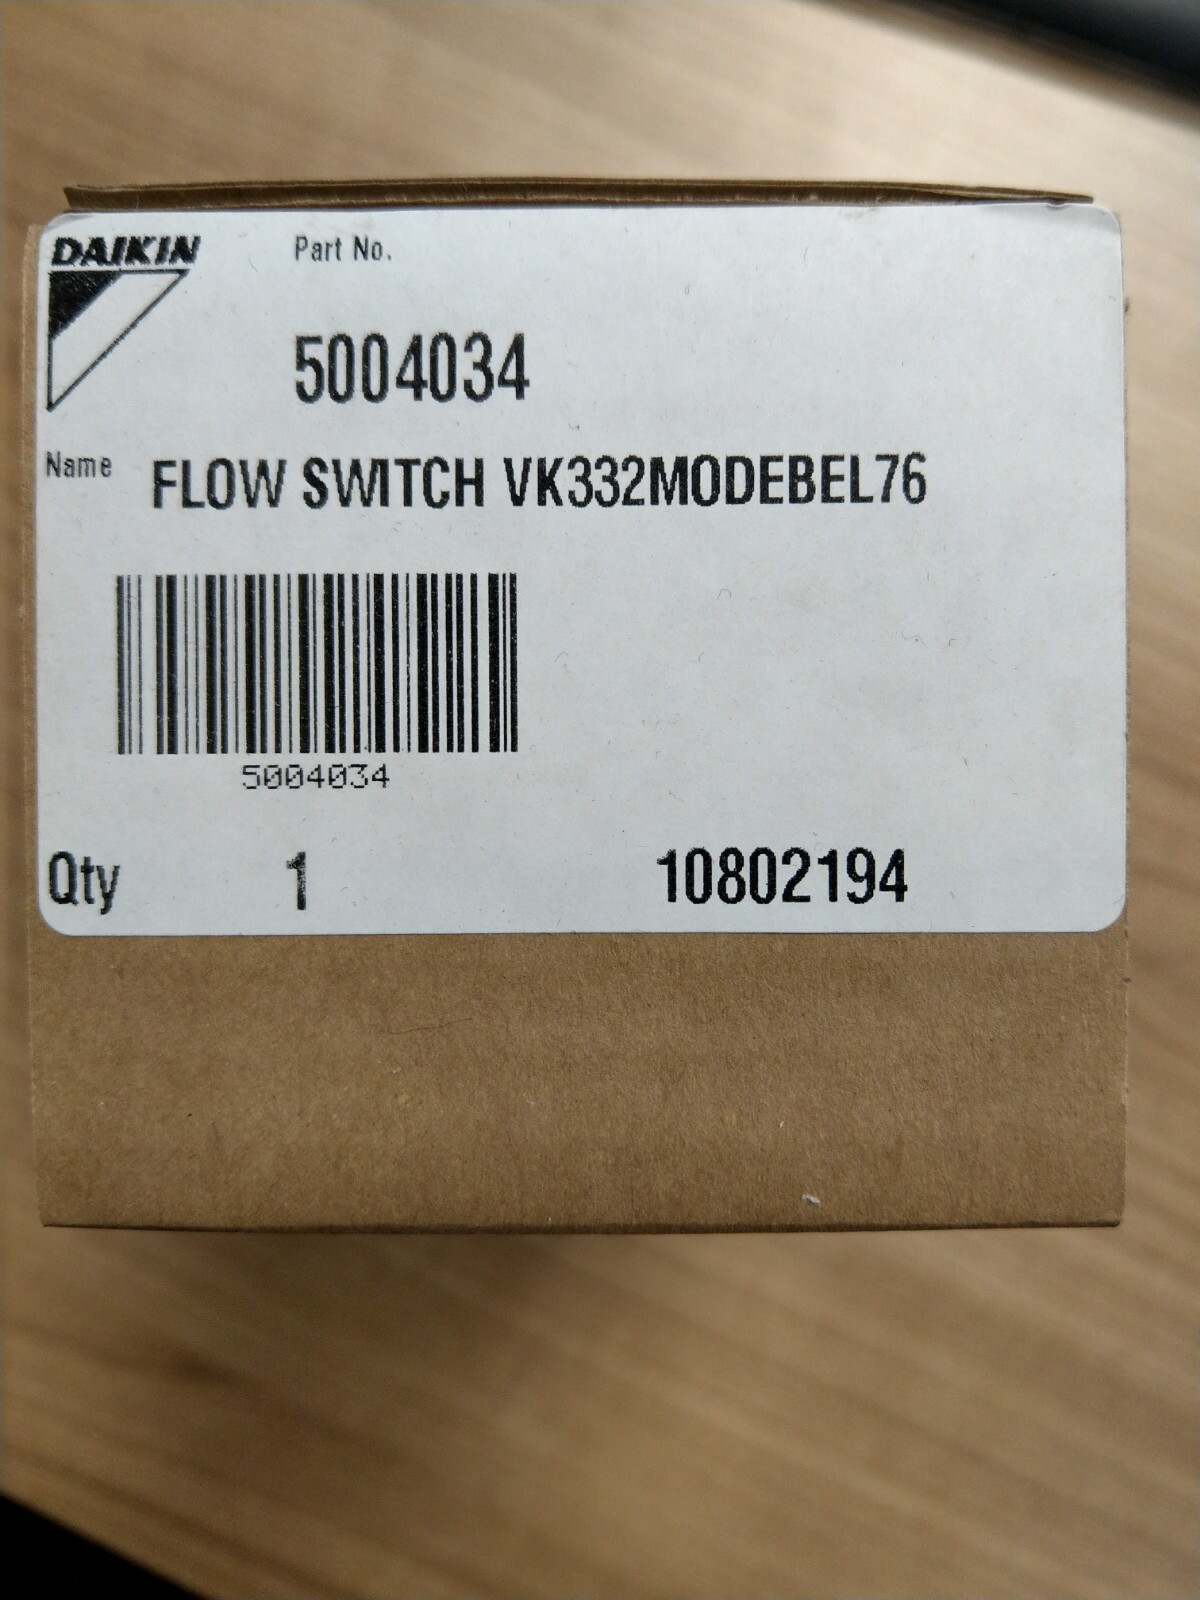 DAIKIN
Part No.
5004034
Name FLOW SWITCH VK332MODEBEL76
5004034
Qty 1 10802194